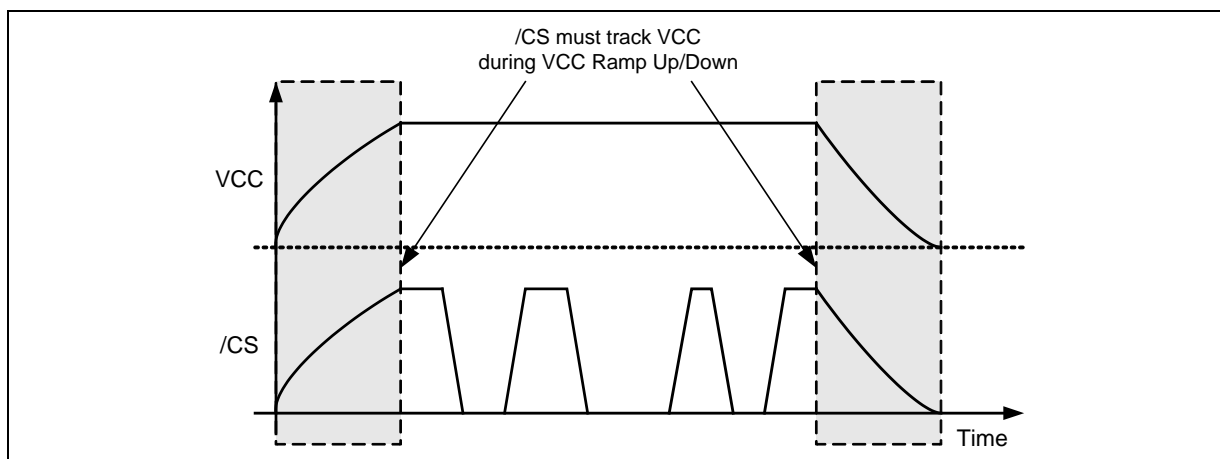 /CS must track VCC
during VCC Ramp Up/Down
VCC
/CS
Time